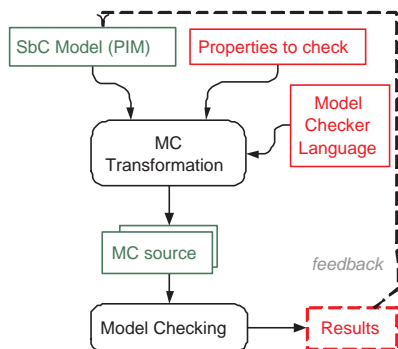 SbC Model (PIM)
Properties to check
Model
Checker
Language
MC
Transformation
MC source
feedback
Model Checking
Results